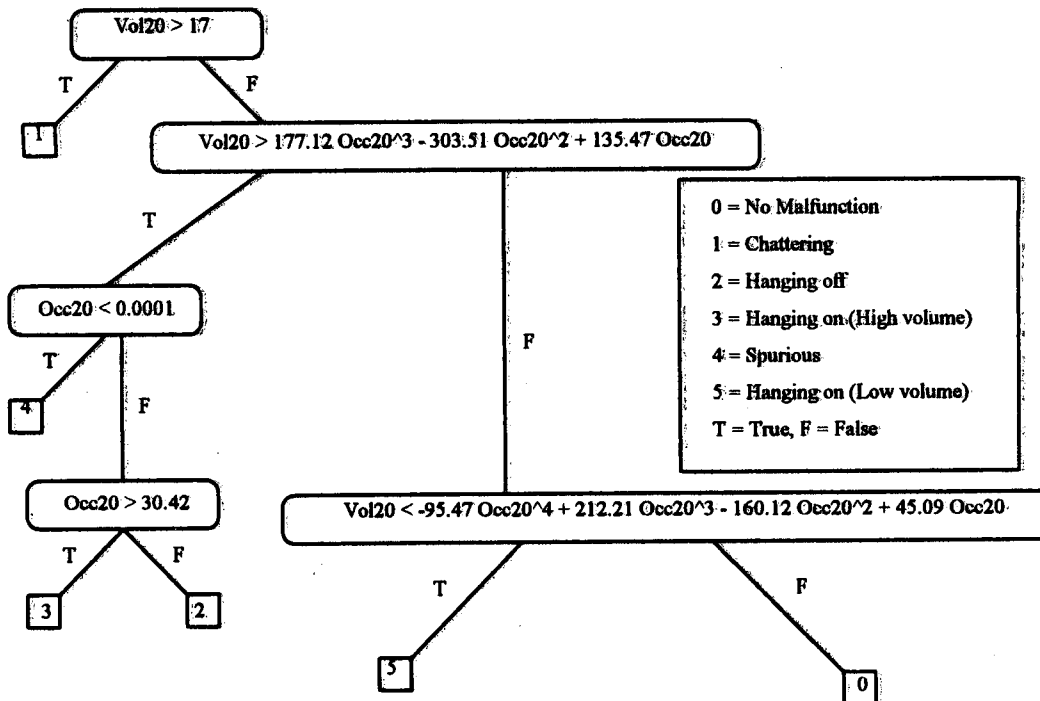 Vol20 > 17
T
F
1
Vol20 > 177.12 Occ20^3 - 303.51 Occ20^2 + 135.47 Occ20
T
F
0 = No Malfunction
1 = Chattering
2 = Hanging off
3 = Hanging on (High volume)
4 = Spurious
5 = Hanging on (Low volume)
T = True, F = False
Occ20 < 0.0001
T
F
4
Occ20 > 30.42
T
F
3
2
Vol20 < -95.47 Occ20^4 + 212.21 Occ20^3 - 160.12 Occ20^2 + 45.09 Occ20
T
F
5
0